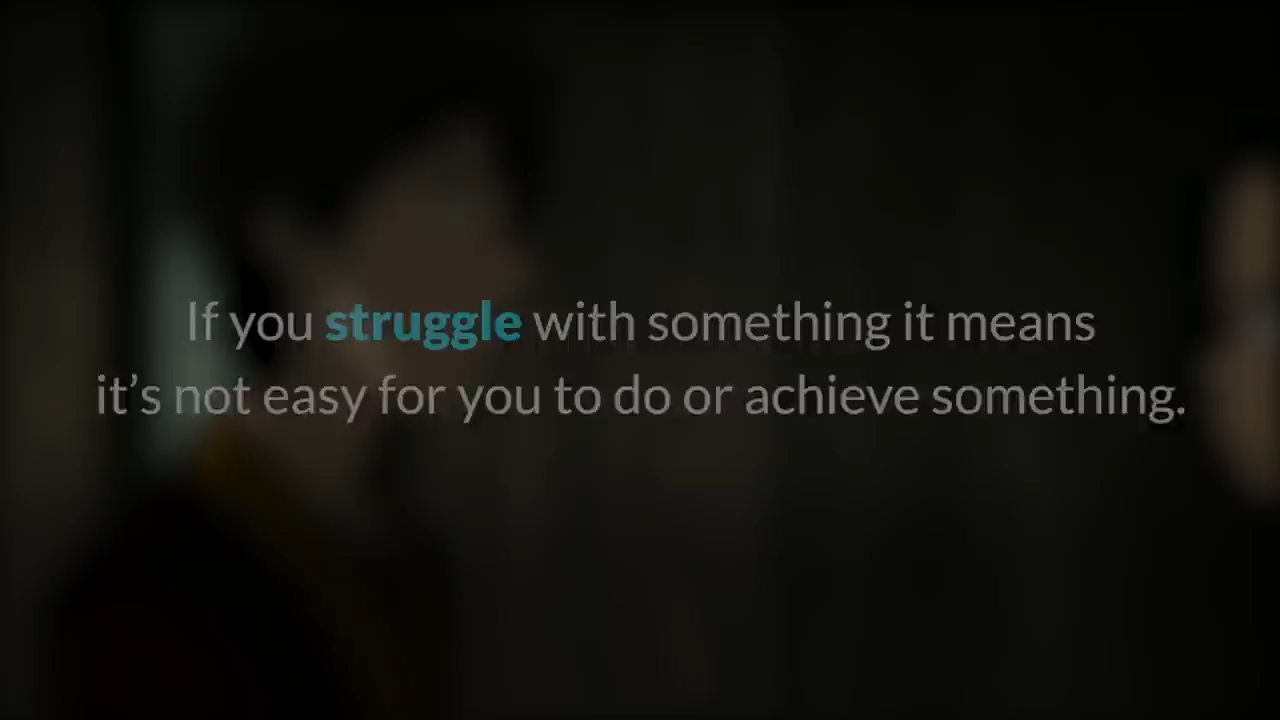 If you struggle with something it means
it’s not easy for you to do or achieve something.